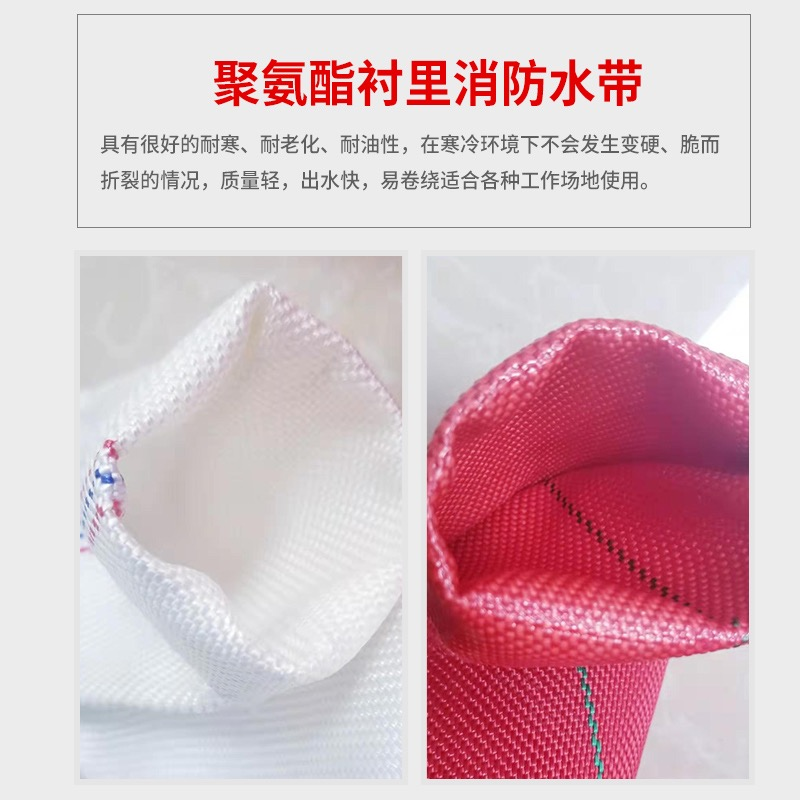 聚氨酯衬里消防水带
具有很好的耐寒、耐老化、耐油性，在寒冷环境下不会发生变硬、脆而
折裂的情况，质量轻，出水快，易卷绕适合各种工作场地使用。